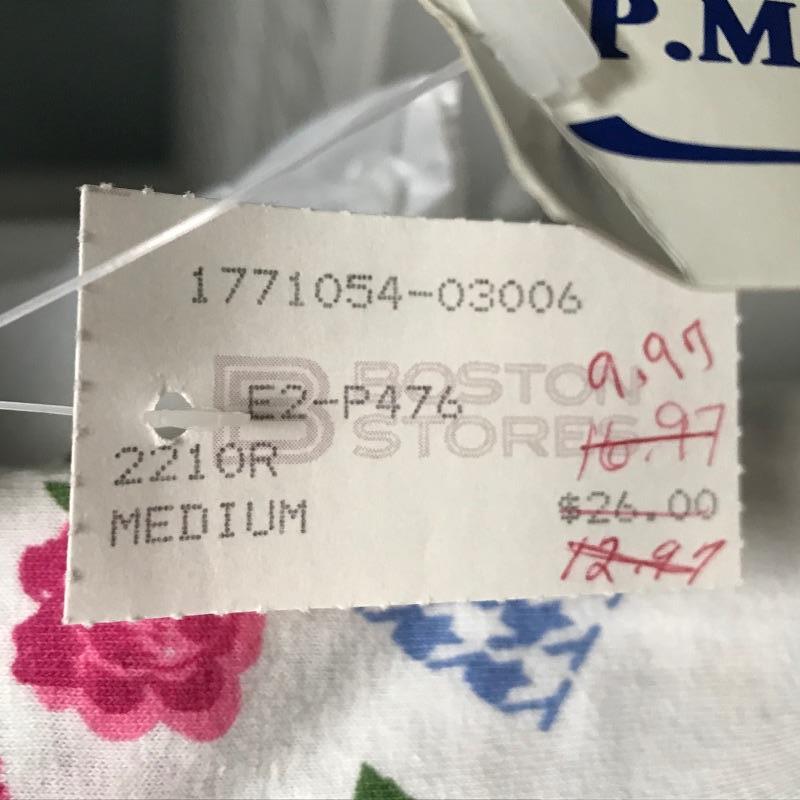 P.M
1771054-03006
BOSTON STORES
E2-P476
9.97
2210R
16.97
MEDIUM
$26.00
12.97